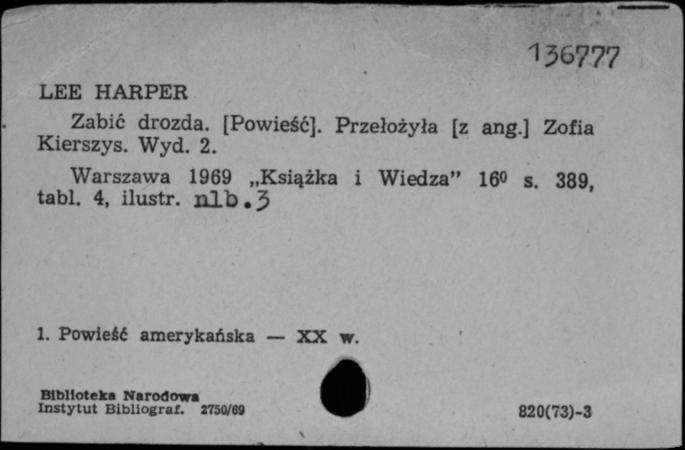 136777
LEE HARPER
Zabić drozda. [Powieść]. Przełożyła [z ang.] Zofia
Kierszys. Wyd. 2.
Warszawa 1969 „Książka i Wiedza” 16⁰ s. 389,
tabl. 4, ilustr. nlb.3
1. Powieść amerykańska — XX w.
Biblioteka Narodowa
Instytut Bibliograf. 2750/69
820(73)-3